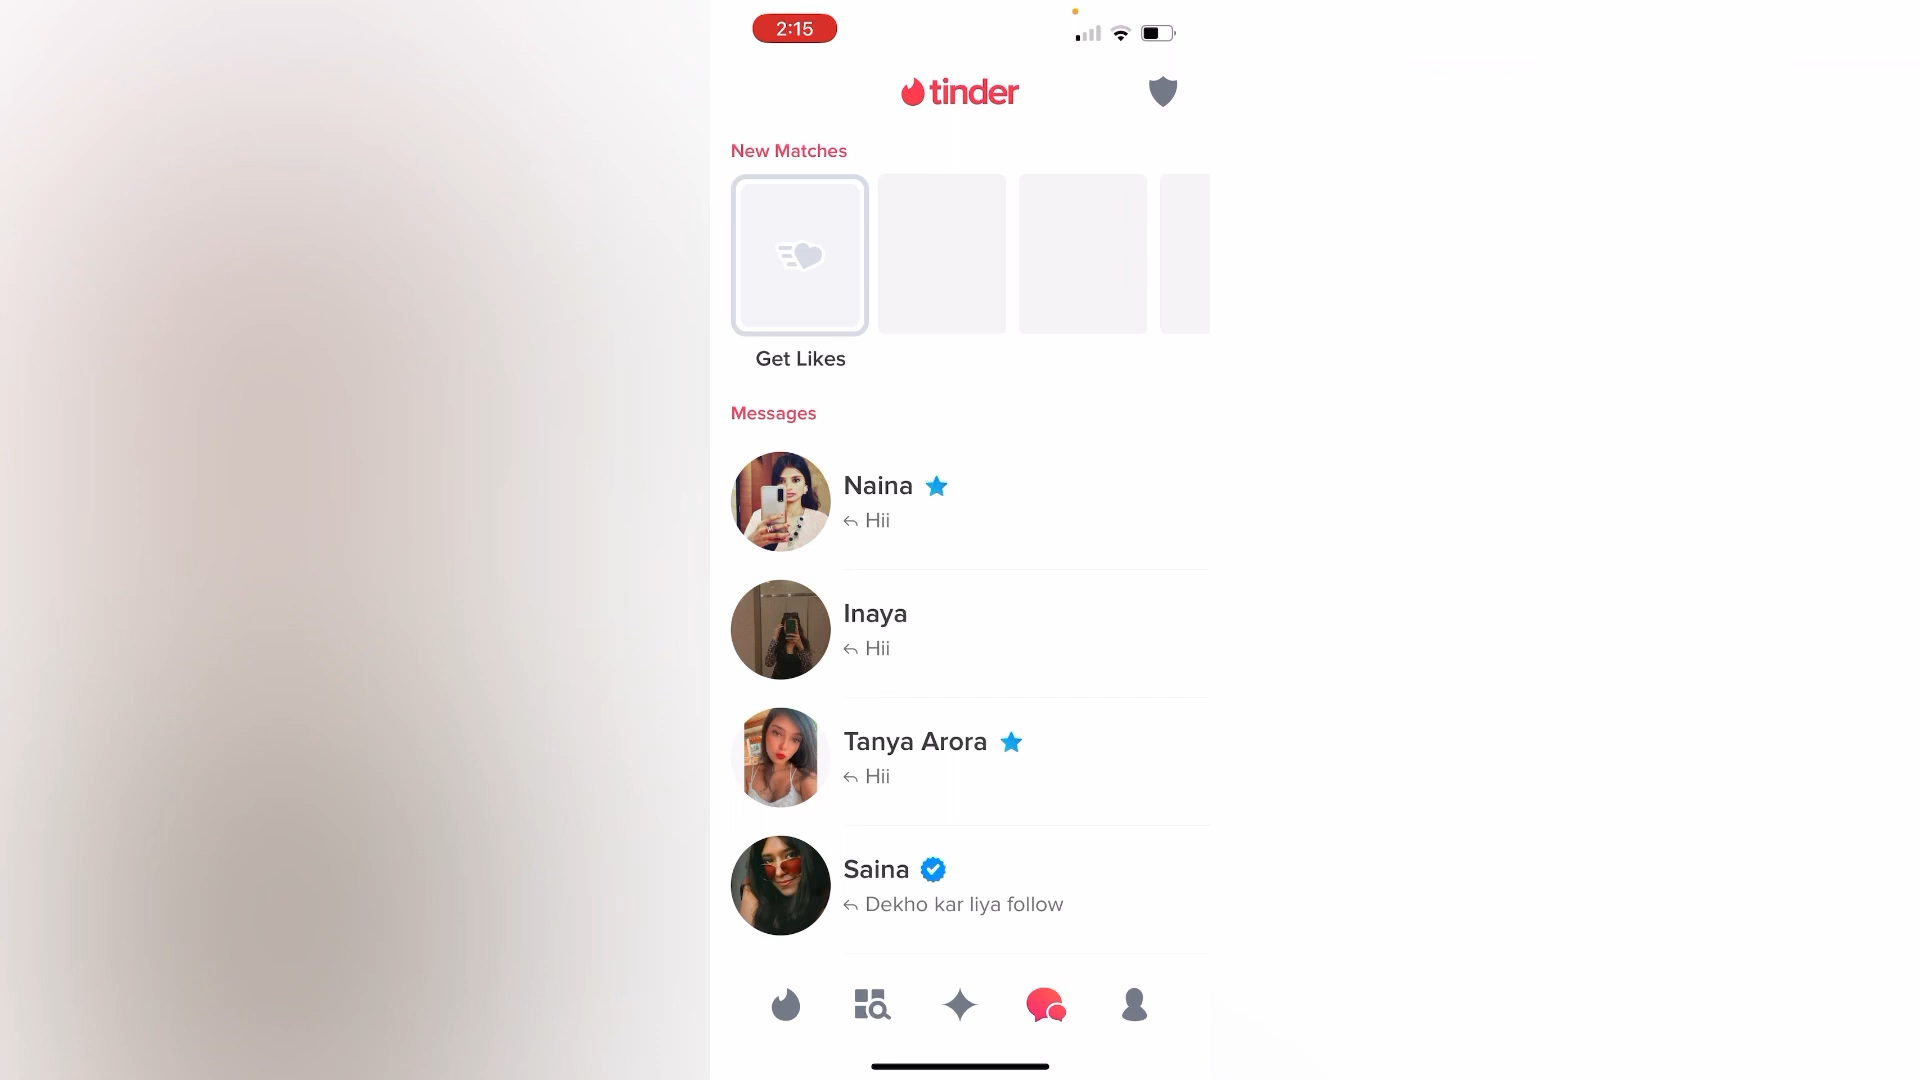 2:15
tinder
New Matches
Get Likes
Messages
Naina
Hii
Inaya
Hii
Tanya Arora
Hii
Saina
Dekho kar liya follow